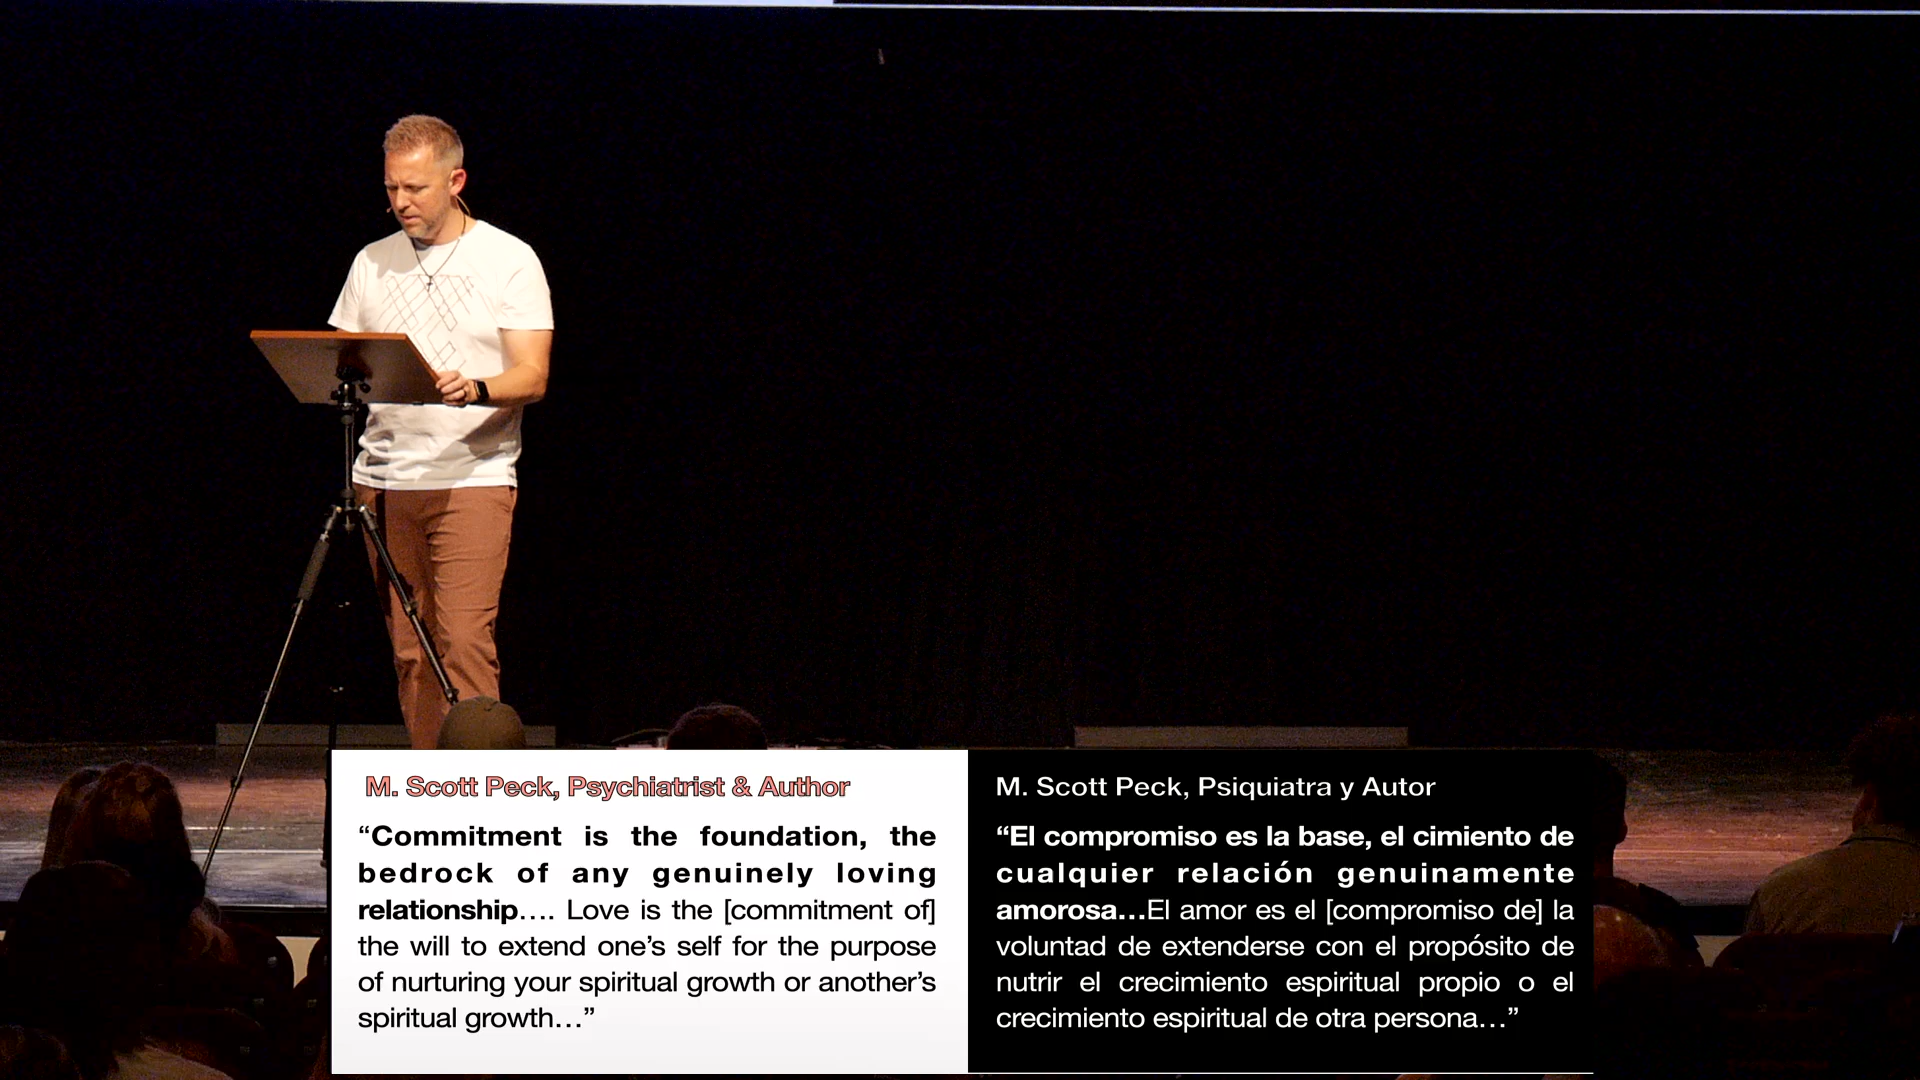 M. Scott Peck, Psychiatrist & Author
“Commitment is the foundation, the
bedrock of any genuinely loving
relationship…. Love is the [commitment of]
the will to extend one’s self for the purpose
of nurturing your spiritual growth or another’s
spiritual growth…”
M. Scott Peck, Psiquiatra y Autor
“El compromiso es la base, el cimiento de
cualquier relación genuinamente
amorosa…El amor es el [compromiso de] la
voluntad de extenderse con el propósito de
nutrir el crecimiento espiritual propio o el
crecimiento espiritual de otra persona…”